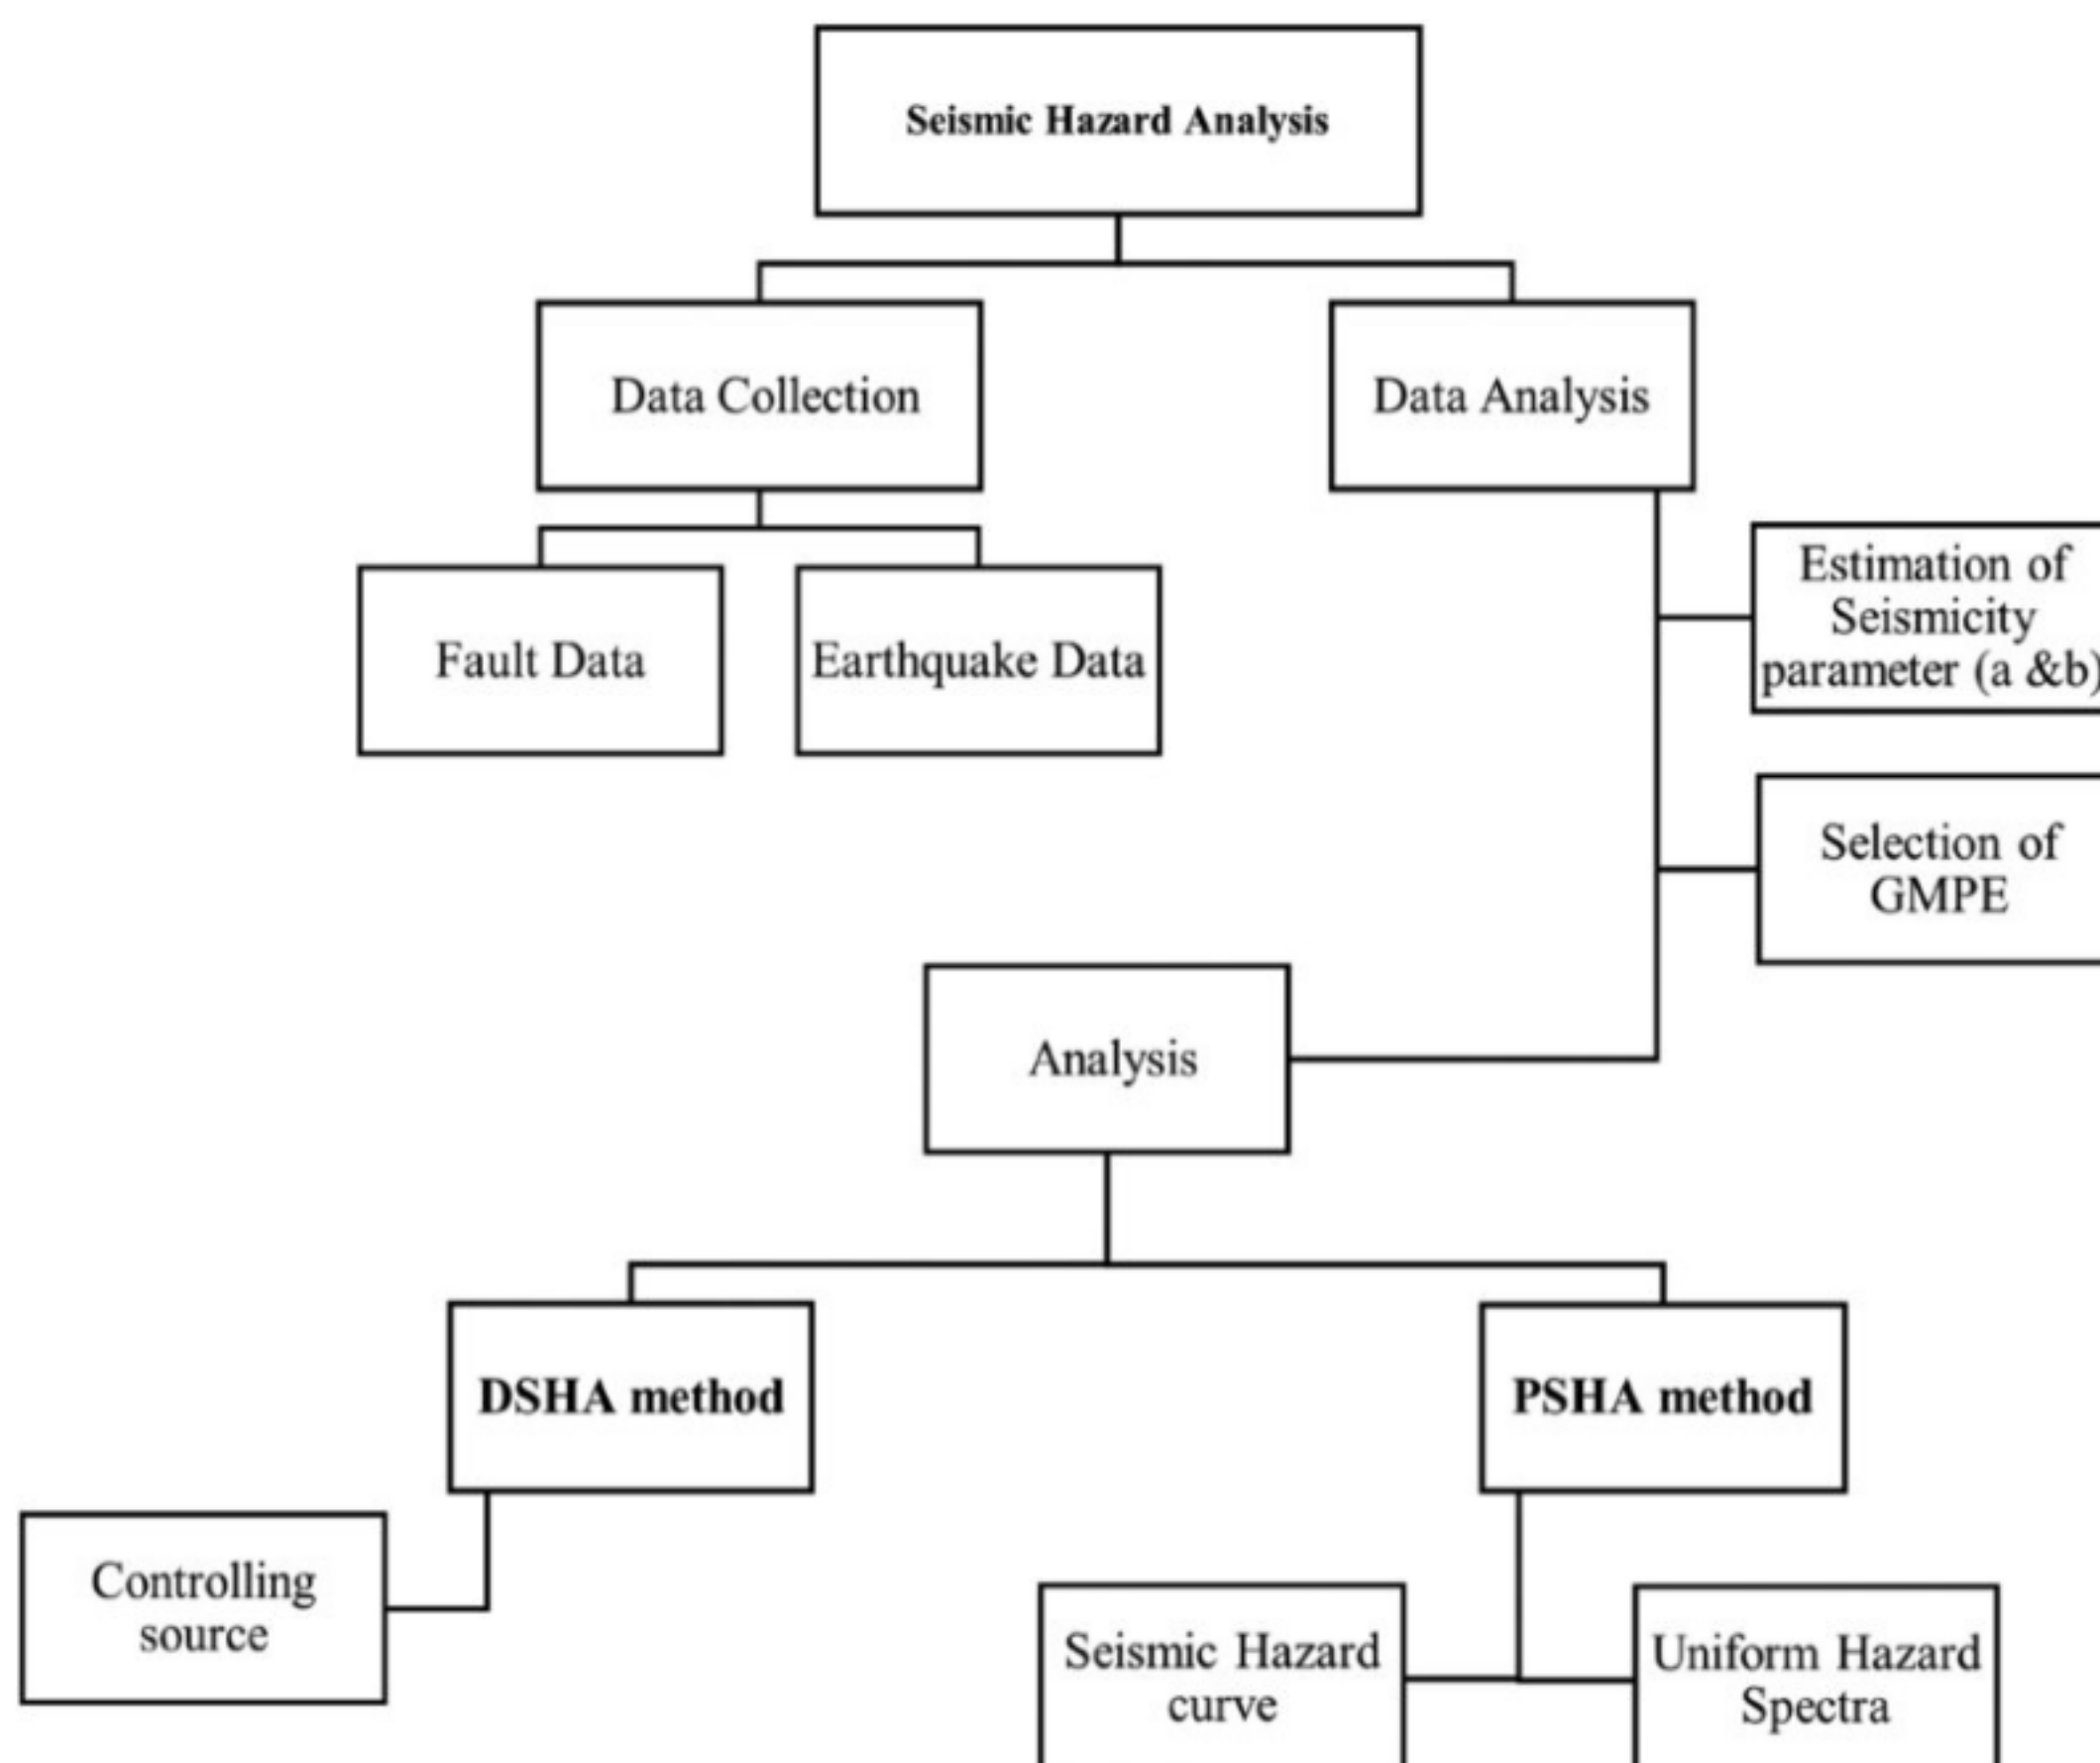 Seismic Hazard Analysis
Data Collection
Data Analysis
Fault Data
Earthquake Data
Estimation of
Seismicity
parameter (a &b)
Selection of
GMPE
Analysis
DSHA method
PSHA method
Controlling
source
Seismic Hazard
curve
Uniform Hazard
Spectra